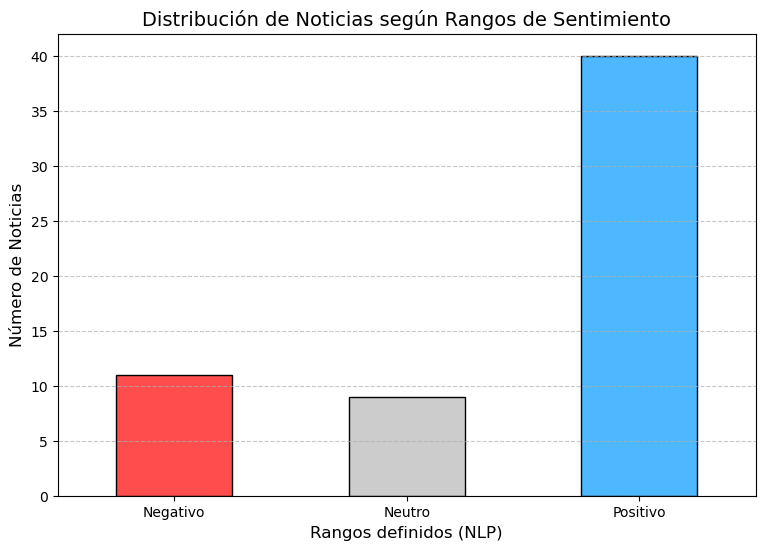 Distribución de Noticias según Rangos de Sentimiento
Número de Noticias
40
35
30
25
20
15
10
5
0
Negativo
Neutro
Positivo
Rangos definidos (NLP)